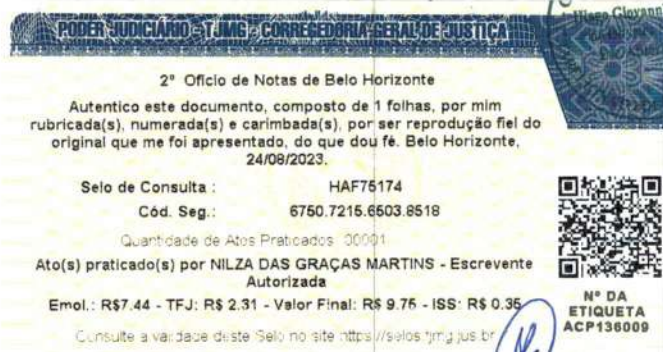 PODER JUDICIÁRIO - TJMG - CORREGEDORIA-GERAL DE JUSTIÇA
2º Ofício de Notas de Belo Horizonte
Autentico este documento, composto de 1 folhas, por mim
rubricada(s), numerada(s) e carimbada(s), por ser reprodução fiel do
original que me foi apresentado, do que dou fé. Belo Horizonte,
24/08/2023.
Selo de Consulta : HAF75174
Cód. Seg.: 6750.7215.6503.8518
Quantidade de Atos Praticados: 00001
Ato(s) praticado(s) por NILZA DAS GRAÇAS MARTINS - Escrevente
Autorizada
Emol.: R$7.44 - TFJ: R$ 2.31 - Valor Final: R$ 9.75 - ISS: R$ 0.35
Consulte a validade deste Selo no site https://selos.tjmg.jus.br
Nº DA
ETIQUETA
ACP136009